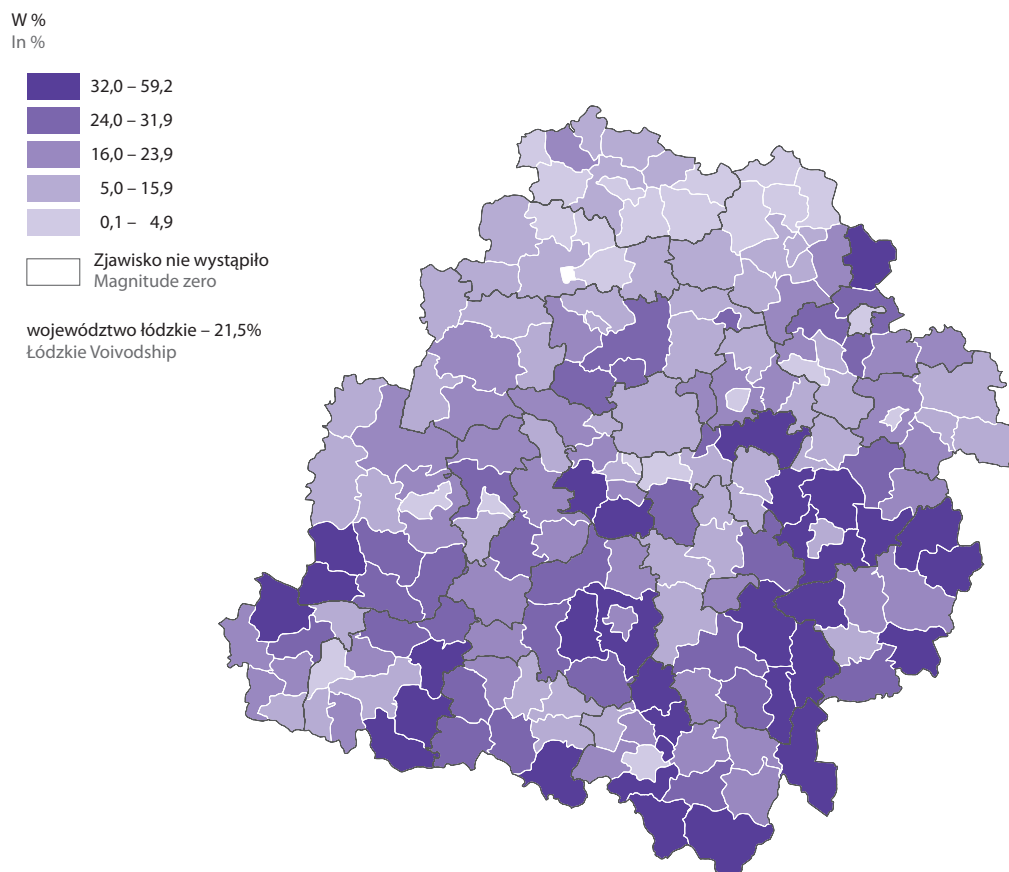 W %
In %
32,0 – 59,2
24,0 – 31,9
16,0 – 23,9
5,0 – 15,9
0,1 – 4,9
Zjawisko nie wystąpiło
Magnitude zero
województwo łódzkie – 21,5%
Łódzkie Voivodship